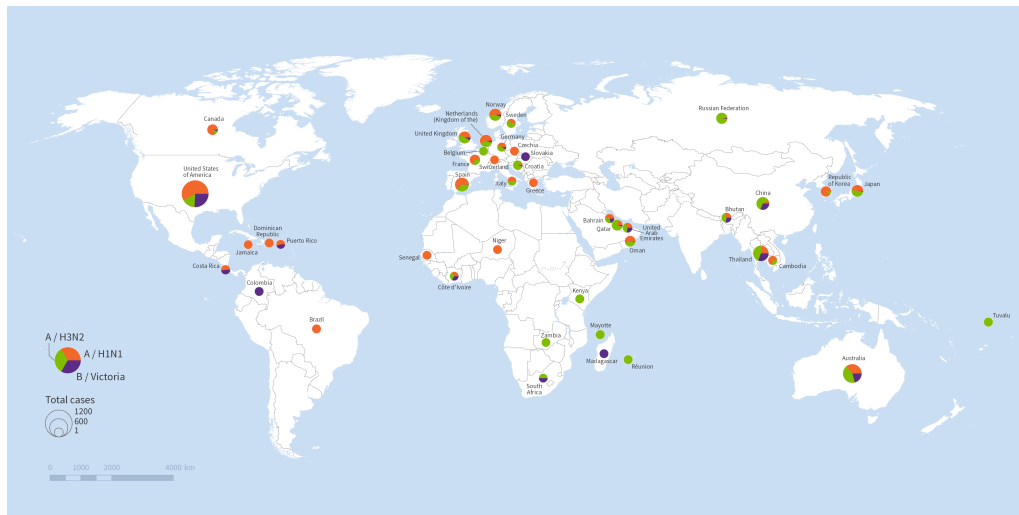 Canada
United States
of America
Dominican
Republic
Puerto Rico
Jamaica
Costa Rica
Colombia
Brazil
Norway
Sweden
Netherlands
(Kingdom of the)
United Kingdom
Germany
Belgium
Czechia
Slovakia
France
Switzerland
Croatia
Spain
Italy
Greece
Russian Federation
Republic
of Korea
Japan
China
Bhutan
Bahrain
Qatar
United
Arab
Emirates
Oman
Thailand
Cambodia
Niger
Senegal
Côte d'Ivoire
Kenya
Zambia
Mayotte
Madagascar
Réunion
South
Africa
Tuvalu
Australia
A / H3N2
A / H1N1
B / Victoria
Total cases
1200
600
1
0 1000 2000 4000 km